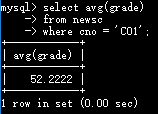 mysql> select avg(grade)
    -> from newsc
    -> where cno = 'C01';
+------------+
| avg(grade) |
+------------+
|    52.2222 |
+------------+
1 row in set (0.00 sec)